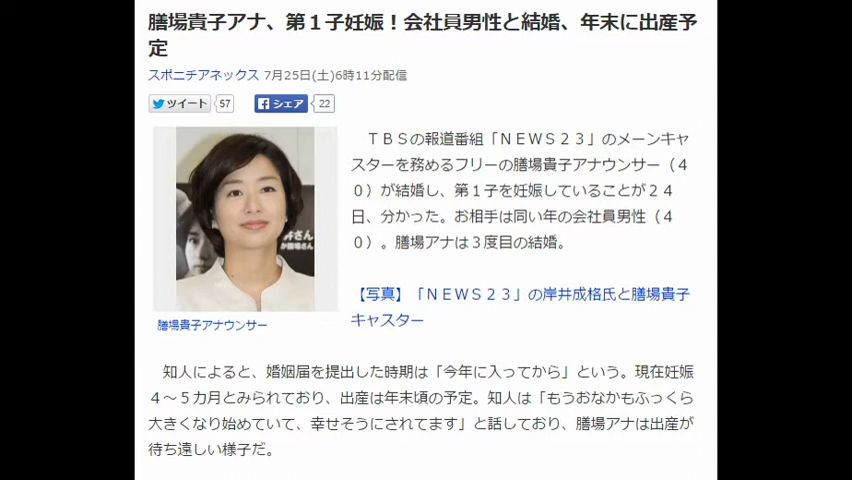 膳場貴子アナ、第１子妊娠！会社員男性と結婚、年末に出産予
定
スポニチアネックス 7月25日(土)6時11分配信
ツイート 57 シェア 22
ＴＢＳの報道番組「ＮＥＷＳ２３」のメーンキャ
スターを務めるフリーの膳場貴子アナウンサー（４
０）が結婚し、第１子を妊娠していることが２４
日、分かった。お相手は同い年の会社員男性（４
０）。膳場アナは３度目の結婚。
【写真】「ＮＥＷＳ２３」の岸井成格氏と膳場貴子
キャスター
膳場貴子アナウンサー
知人によると、婚姻届を提出した時期は「今年に入ってから」という。現在妊娠
４～５カ月とみられており、出産は年末頃の予定。知人は「もうおなかもふっくら
大きくなり始めていて、幸せそうにされてます」と話しており、膳場アナは出産が
待ち遠しい様子だ。